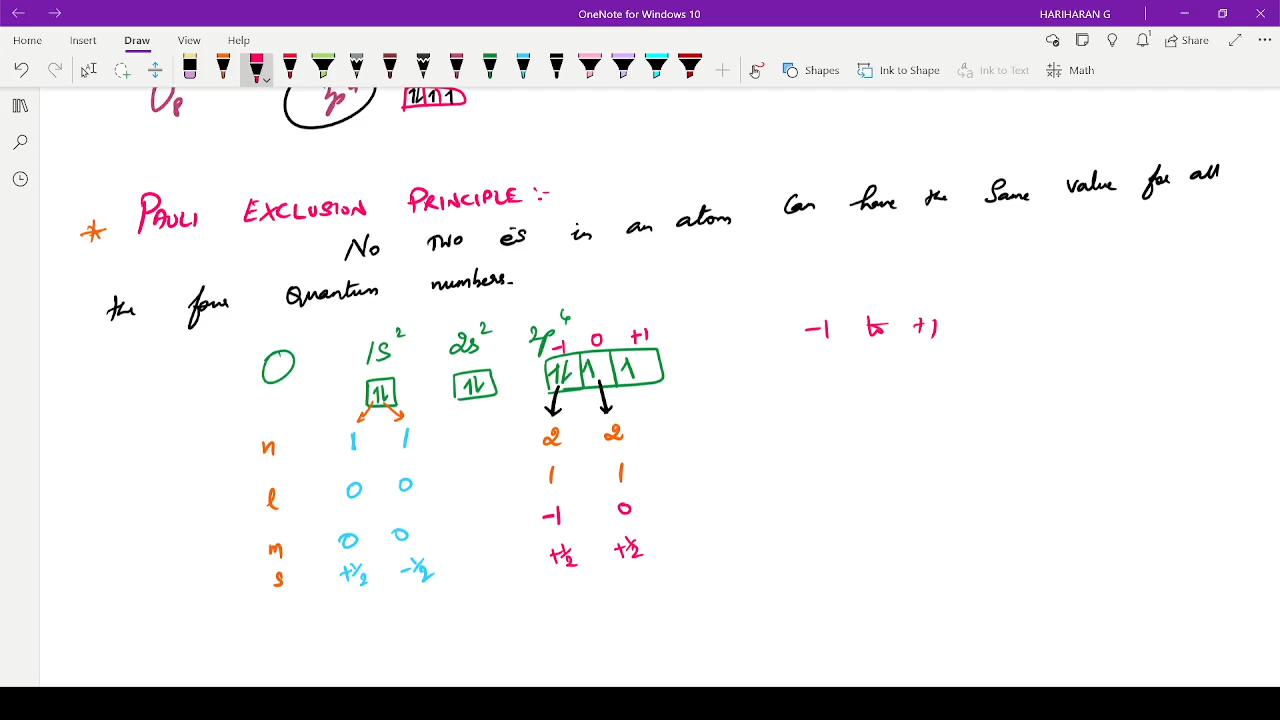 OneNote for Windows 10
HARIHARAN G
Home Insert Draw View Help
Share
Shapes Ink to Shape Ink to Text Math
* PAULI EXCLUSION PRINCIPLE :-
No two e̅s in an atom can have the same value for all
the four Quantum numbers.
O 1s² 2s² 2p⁴
-1 0 +1
-1 to +1
↿⇂ ↿⇂ ↿⇂ ↿ ↿
n 1 1 2 2
l 0 0 1 1
m 0 0 -1 0
s +1/2 -1/2 +1/2 +1/2